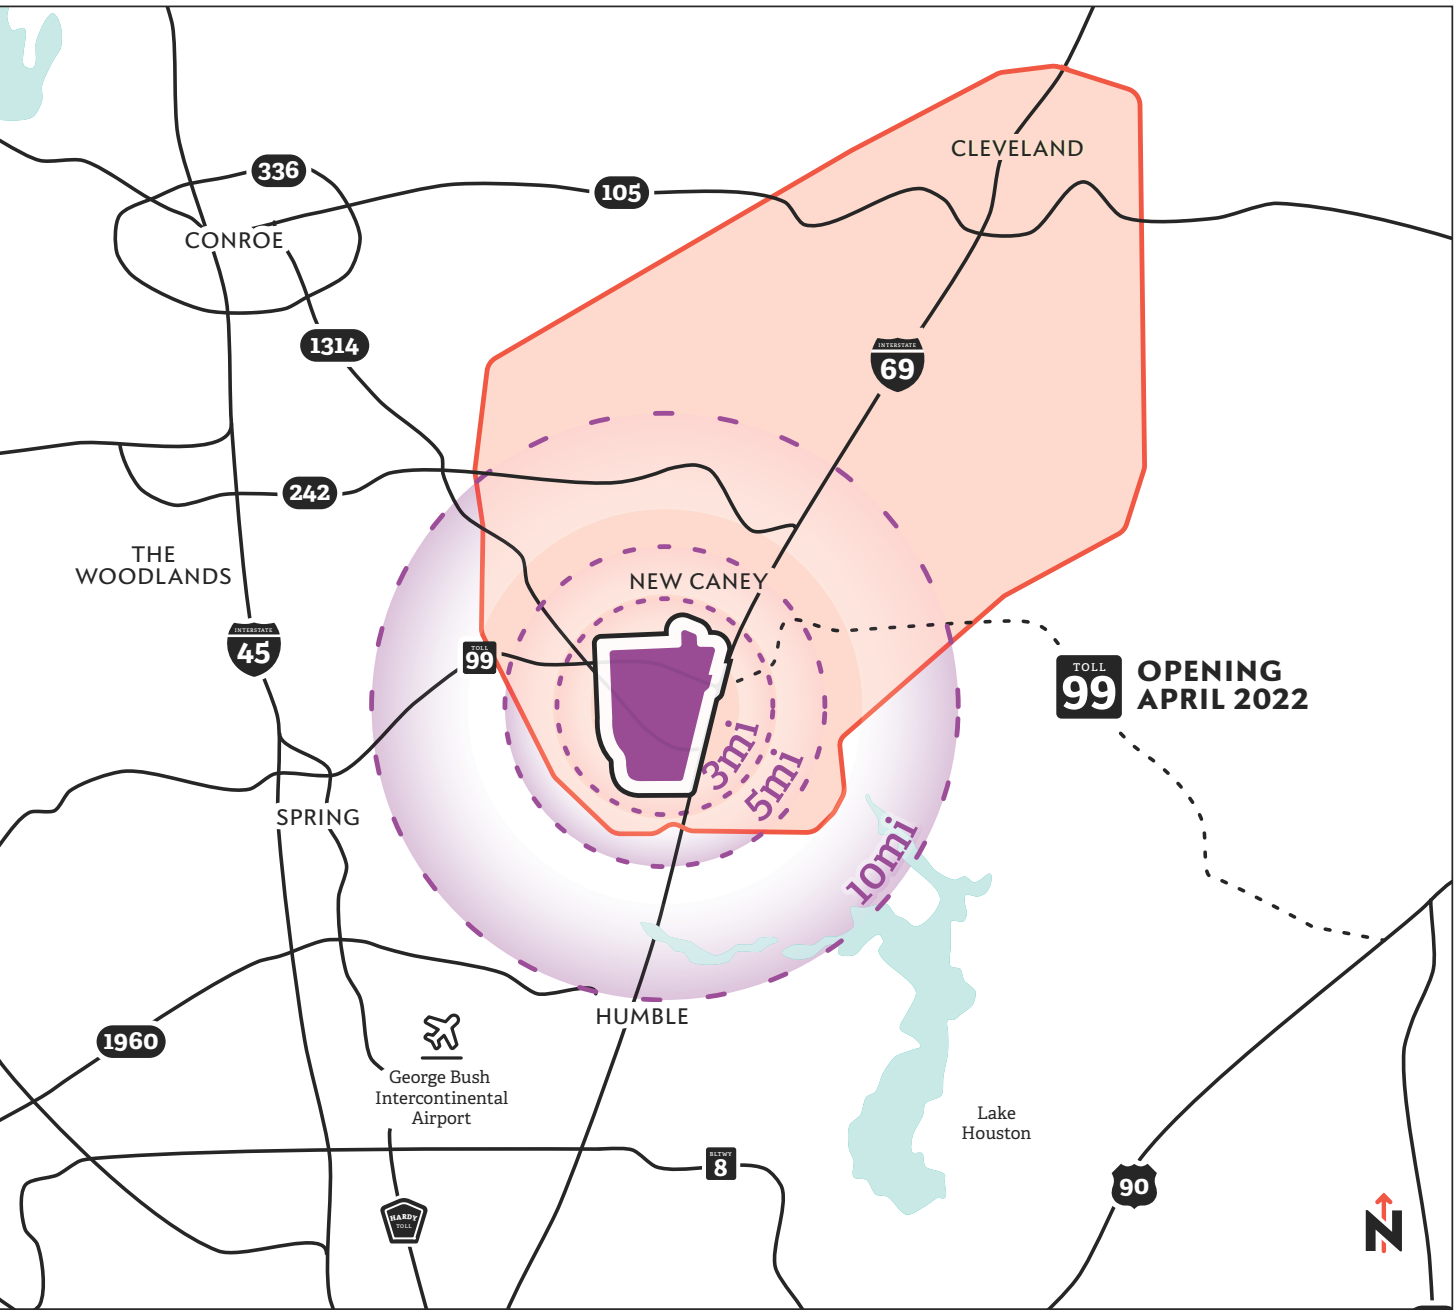 CLEVELAND
336
105
CONROE
1314
INTERSTATE
69
242
THE
WOODLANDS
NEW CANEY
INTERSTATE
45
TOLL
99
TOLL
99
OPENING
APRIL 2022
3mi
5mi
10mi
SPRING
HUMBLE
1960
George Bush
Intercontinental
Airport
Lake
Houston
BLTWY
8
90
HARDY
TOLL
N